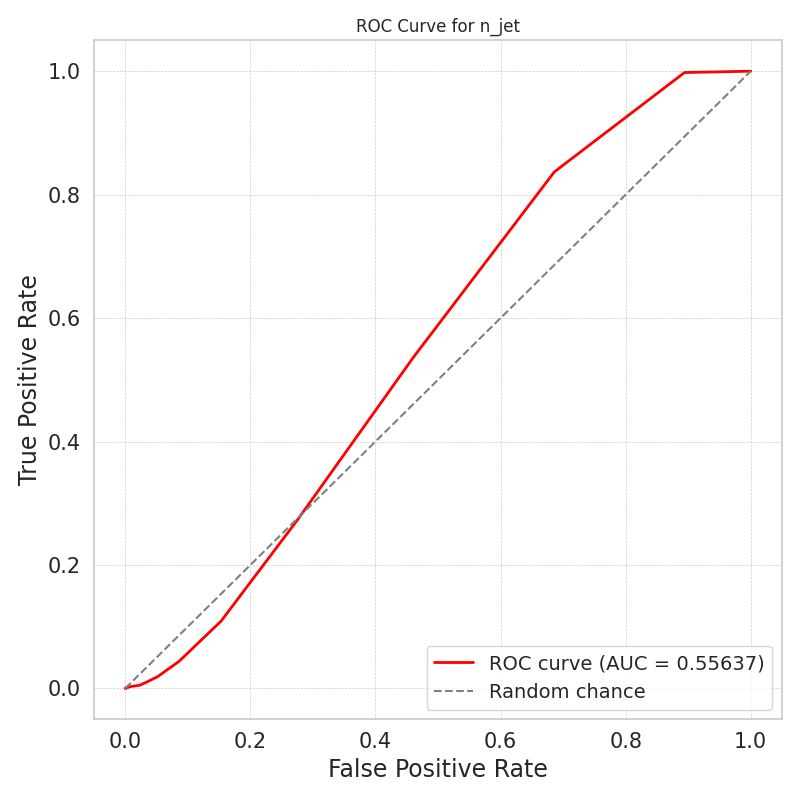 ROC Curve for n_jet
True Positive Rate
1.0
0.8
0.6
0.4
0.2
0.0
ROC curve (AUC = 0.55637)
Random chance
0.0 0.2 0.4 0.6 0.8 1.0
False Positive Rate